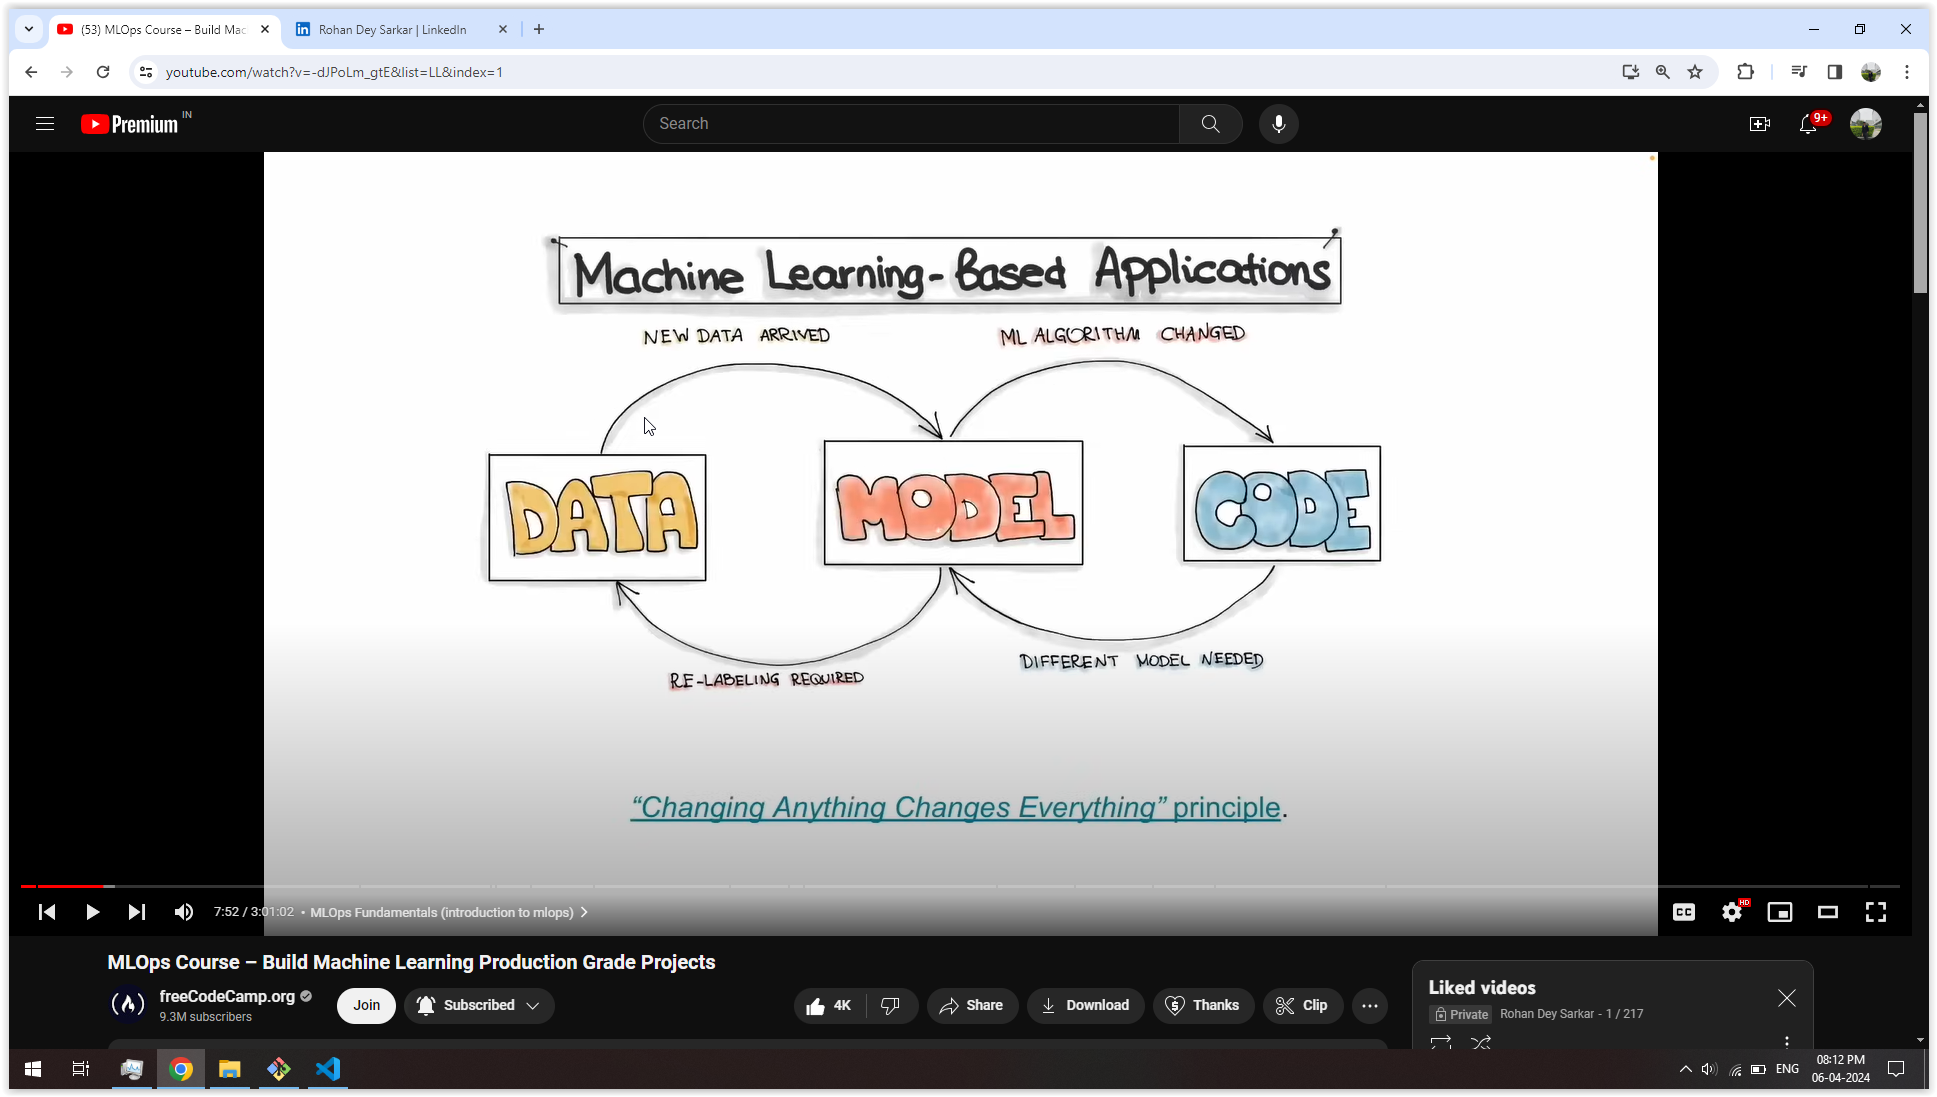 (53) MLOps Course – Build Mac
Rohan Dey Sarkar | LinkedIn
youtube.com/watch?v=-dJPoLm_gtE&list=LL&index=1
Premium IN
Search
9+
Machine Learning-Based Applications
NEW DATA ARRIVED
ML ALGORITHM CHANGED
DATA
MODEL
CODE
RE-LABELING REQUIRED
DIFFERENT MODEL NEEDED
“Changing Anything Changes Everything” principle.
7:52 / 3:01:02 • MLOps Fundamentals (introduction to mlops)
CC
HD
MLOps Course – Build Machine Learning Production Grade Projects
freeCodeCamp.org
9.3M subscribers
Join
Subscribed
4K
Share
Download
Thanks
Clip
Liked videos
Private Rohan Dey Sarkar - 1 / 217
ENG
08:12 PM
06-04-2024